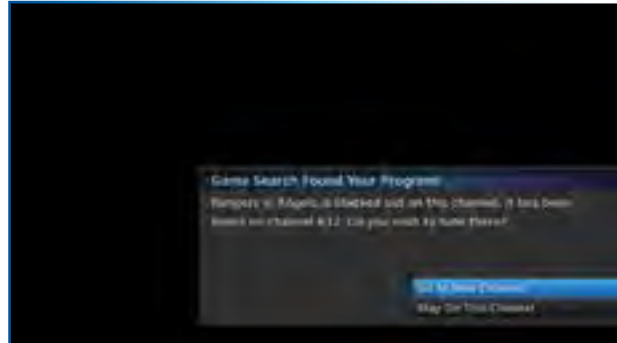 Game Search Found Your Program
Rangers v. Angels is blacked out on this channel. It has been
found on channel 612. Do you wish to tune there?
Go to New Channel
Stay On This Channel